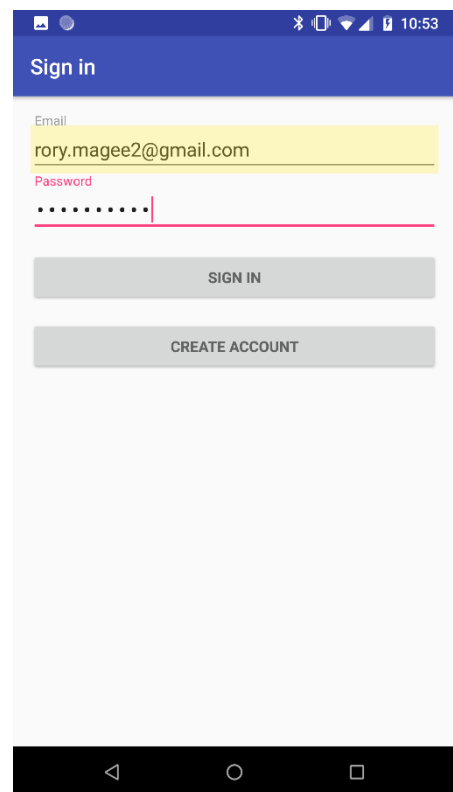 10:53
Sign in
Email
rory.magee2@gmail.com
Password
••••••••••
SIGN IN
CREATE ACCOUNT